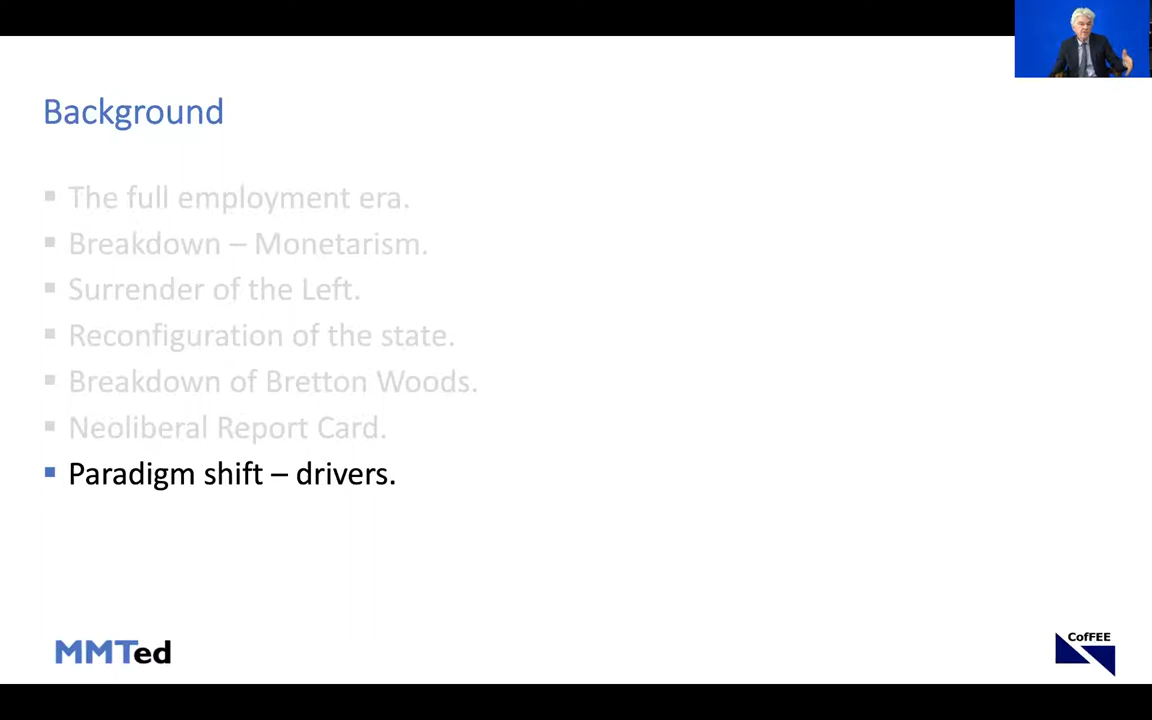 Background
▪ The full employment era.
▪ Breakdown – Monetarism.
▪ Surrender of the Left.
▪ Reconfiguration of the state.
▪ Breakdown of Bretton Woods.
▪ Neoliberal Report Card.
▪ Paradigm shift – drivers.
MMTed
CofFEE